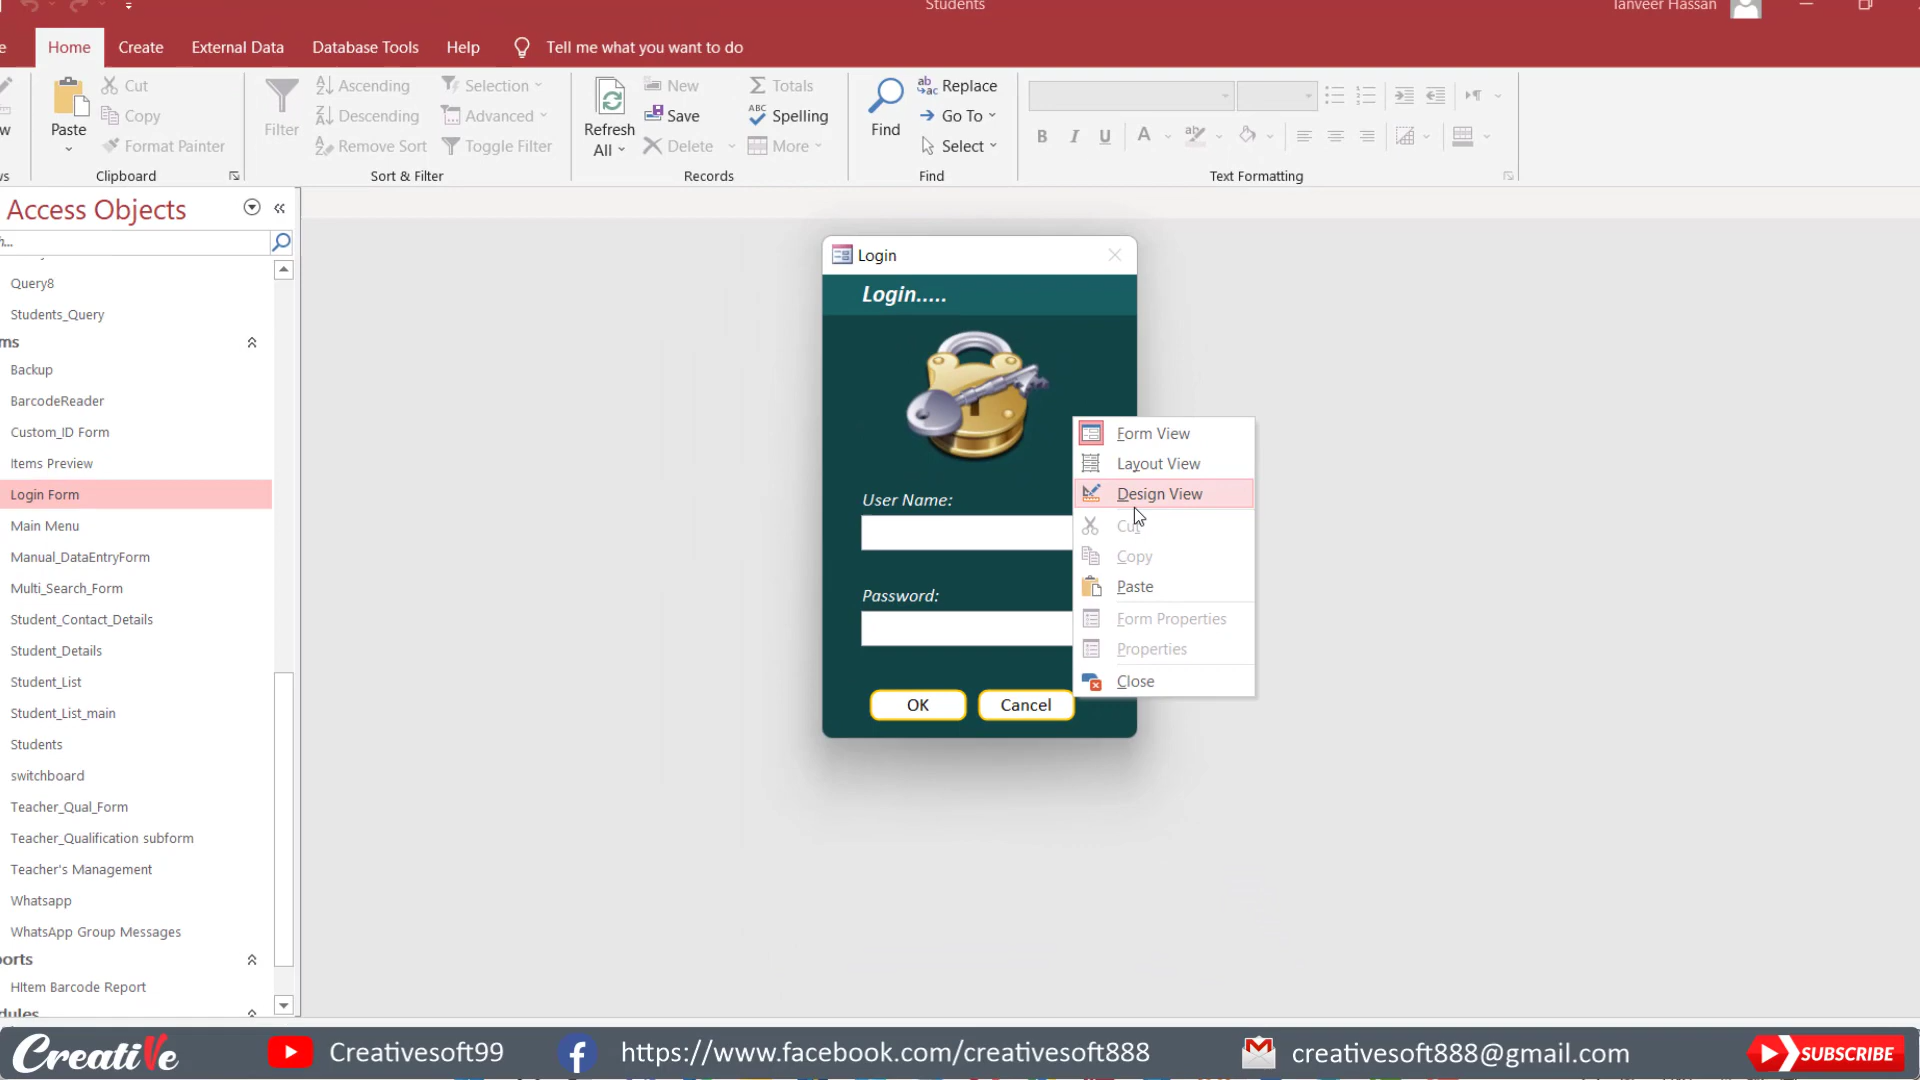 Students
Tanveer Hassan
Home Create External Data Database Tools Help Tell me what you want to do
Paste
Cut
Copy
Format Painter
Clipboard
Filter
Ascending
Descending
Remove Sort
Selection
Advanced
Toggle Filter
Sort & Filter
Refresh
All
New
Save
Delete
Totals
Spelling
More
Records
Find
Replace
Go To
Select
Find
B I U A
Text Formatting
Access Objects
Query8
Students_Query
Backup
BarcodeReader
Custom_ID Form
Items Preview
Login Form
Main Menu
Manual_DataEntryForm
Multi_Search_Form
Student_Contact_Details
Student_Details
Student_List
Student_List_main
Students
switchboard
Teacher_Qual_Form
Teacher_Qualification subform
Teacher's Management
Whatsapp
WhatsApp Group Messages
HItem Barcode Report
Login
Login.....
User Name:
Password:
OK Cancel
Form View
Layout View
Design View
Cut
Copy
Paste
Form Properties
Properties
Close
CreatiVe Creativesoft99 https://www.facebook.com/creativesoft888 creativesoft888@gmail.com SUBSCRIBE